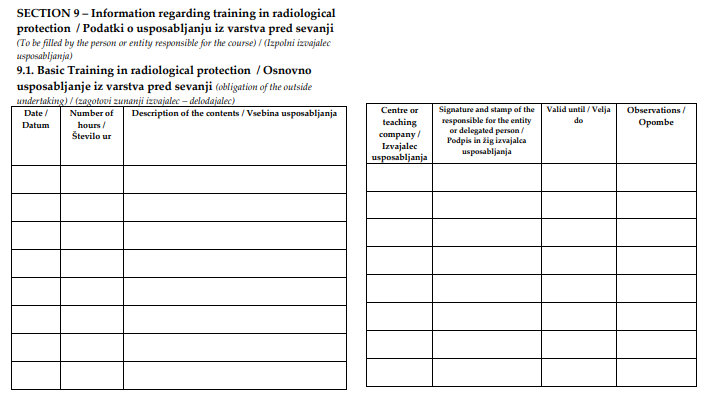 SECTION 9 – Information regarding training in radiological
protection / Podatki o usposabljanju iz varstva pred sevanji
(To be filled by the person or entity responsible for the course) / (Izpolni izvajalec
usposabljanja)
9.1. Basic Training in radiological protection / Osnovno
usposabljanje iz varstva pred sevanji (obligation of the outside
undertaking) / (zagotovi zunanji izvajalec – delodajalec)
Date /
Datum
Number of
hours /
Število ur
Description of the contents / Vsebina usposabljanja
Centre or
teaching
company /
Izvajalec
usposabljanja
Signature and stamp of the
responsible for the entity
or delegated person /
Podpis in žig izvajalca
usposabljanja
Valid until / Velja
do
Observations /
Opombe